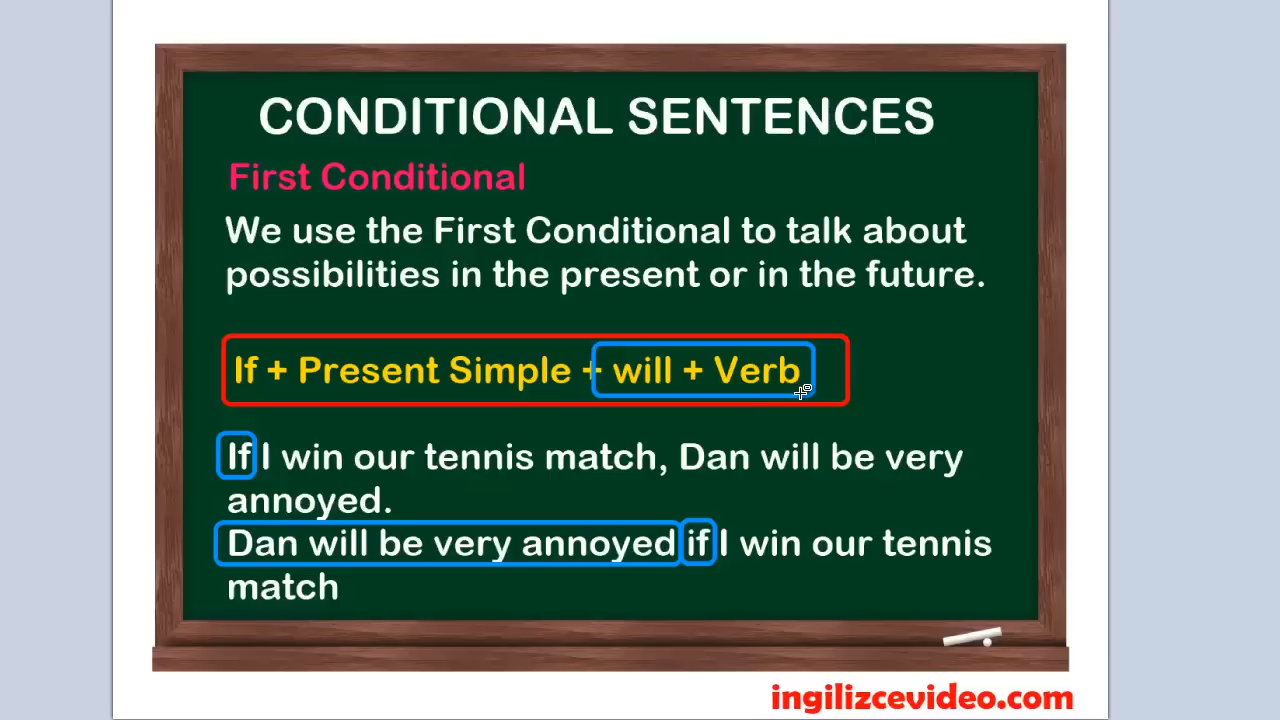 CONDITIONAL SENTENCES
First Conditional
We use the First Conditional to talk about
possibilities in the present or in the future.
If + Present Simple + will + Verb
If I win our tennis match, Dan will be very
annoyed.
Dan will be very annoyed if I win our tennis
match
ingilizcevideo.com